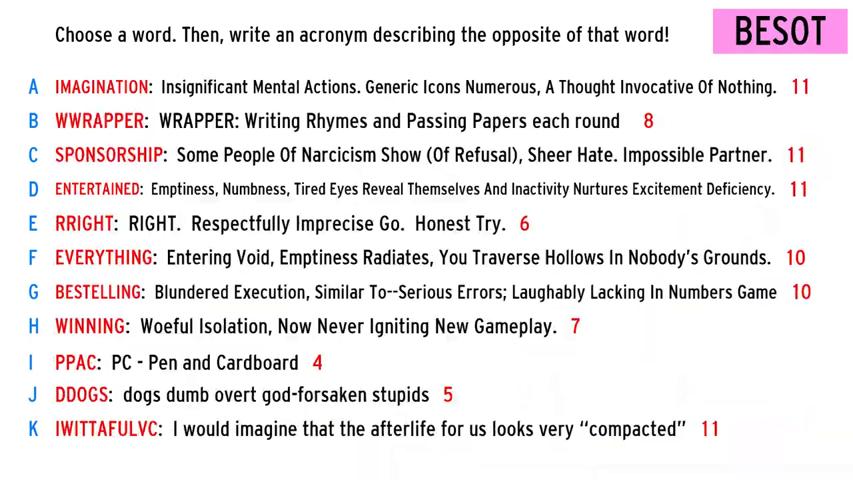 Choose a word. Then, write an acronym describing the opposite of that word!
BESOT
A IMAGINATION: Insignificant Mental Actions. Generic Icons Numerous, A Thought Invocative Of Nothing. 11
B WWRAPPER: WRAPPER: Writing Rhymes and Passing Papers each round 8
C SPONSORSHIP: Some People Of Narcicism Show (Of Refusal), Sheer Hate. Impossible Partner. 11
D ENTERTAINED: Emptiness, Numbness, Tired Eyes Reveal Themselves And Inactivity Nurtures Excitement Deficiency. 11
E RRIGHT: RIGHT. Respectfully Imprecise Go. Honest Try. 6
F EVERYTHING: Entering Void, Emptiness Radiates, You Traverse Hollows In Nobody's Grounds. 10
G BESTELLING: Blundered Execution, Similar To--Serious Errors; Laughably Lacking In Numbers Game 10
H WINNING: Woeful Isolation, Now Never Igniting New Gameplay. 7
I PPAC: PC - Pen and Cardboard 4
J DDOGS: dogs dumb overt god-forsaken stupids 5
K IWITTAFULVC: I would imagine that the afterlife for us looks very “compacted” 11